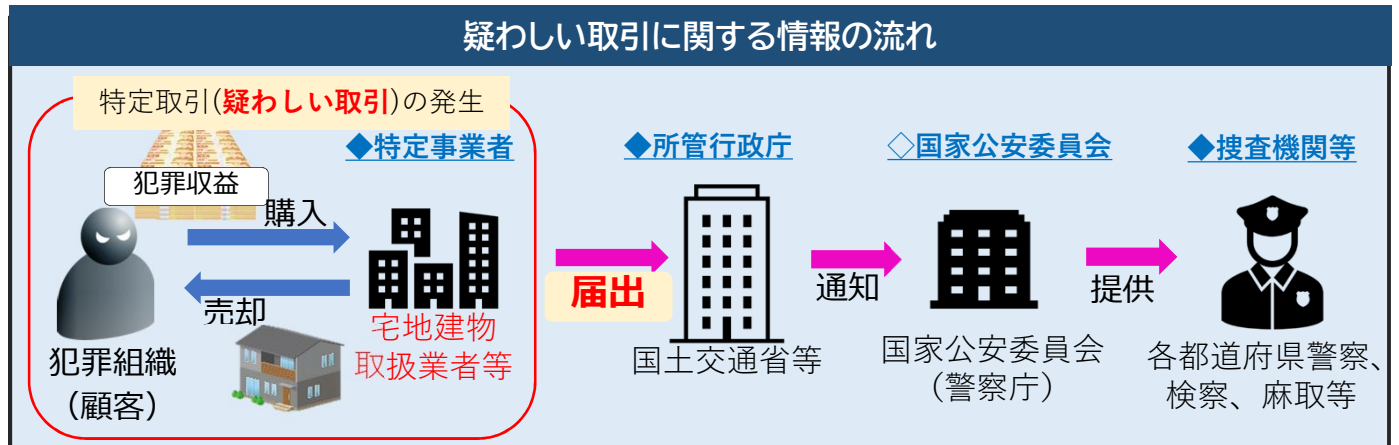 疑わしい取引に関する情報の流れ
特定取引(疑わしい取引)の発生
犯罪収益
◆特定事業者
購入
売却
犯罪組織
(顧客)
宅地建物
取扱業者等
届出
◆所管行政庁
国土交通省等
通知
◇国家公安委員会
国家公安委員会
(警察庁)
提供
◆捜査機関等
各都道府県警察、
検察、麻取等